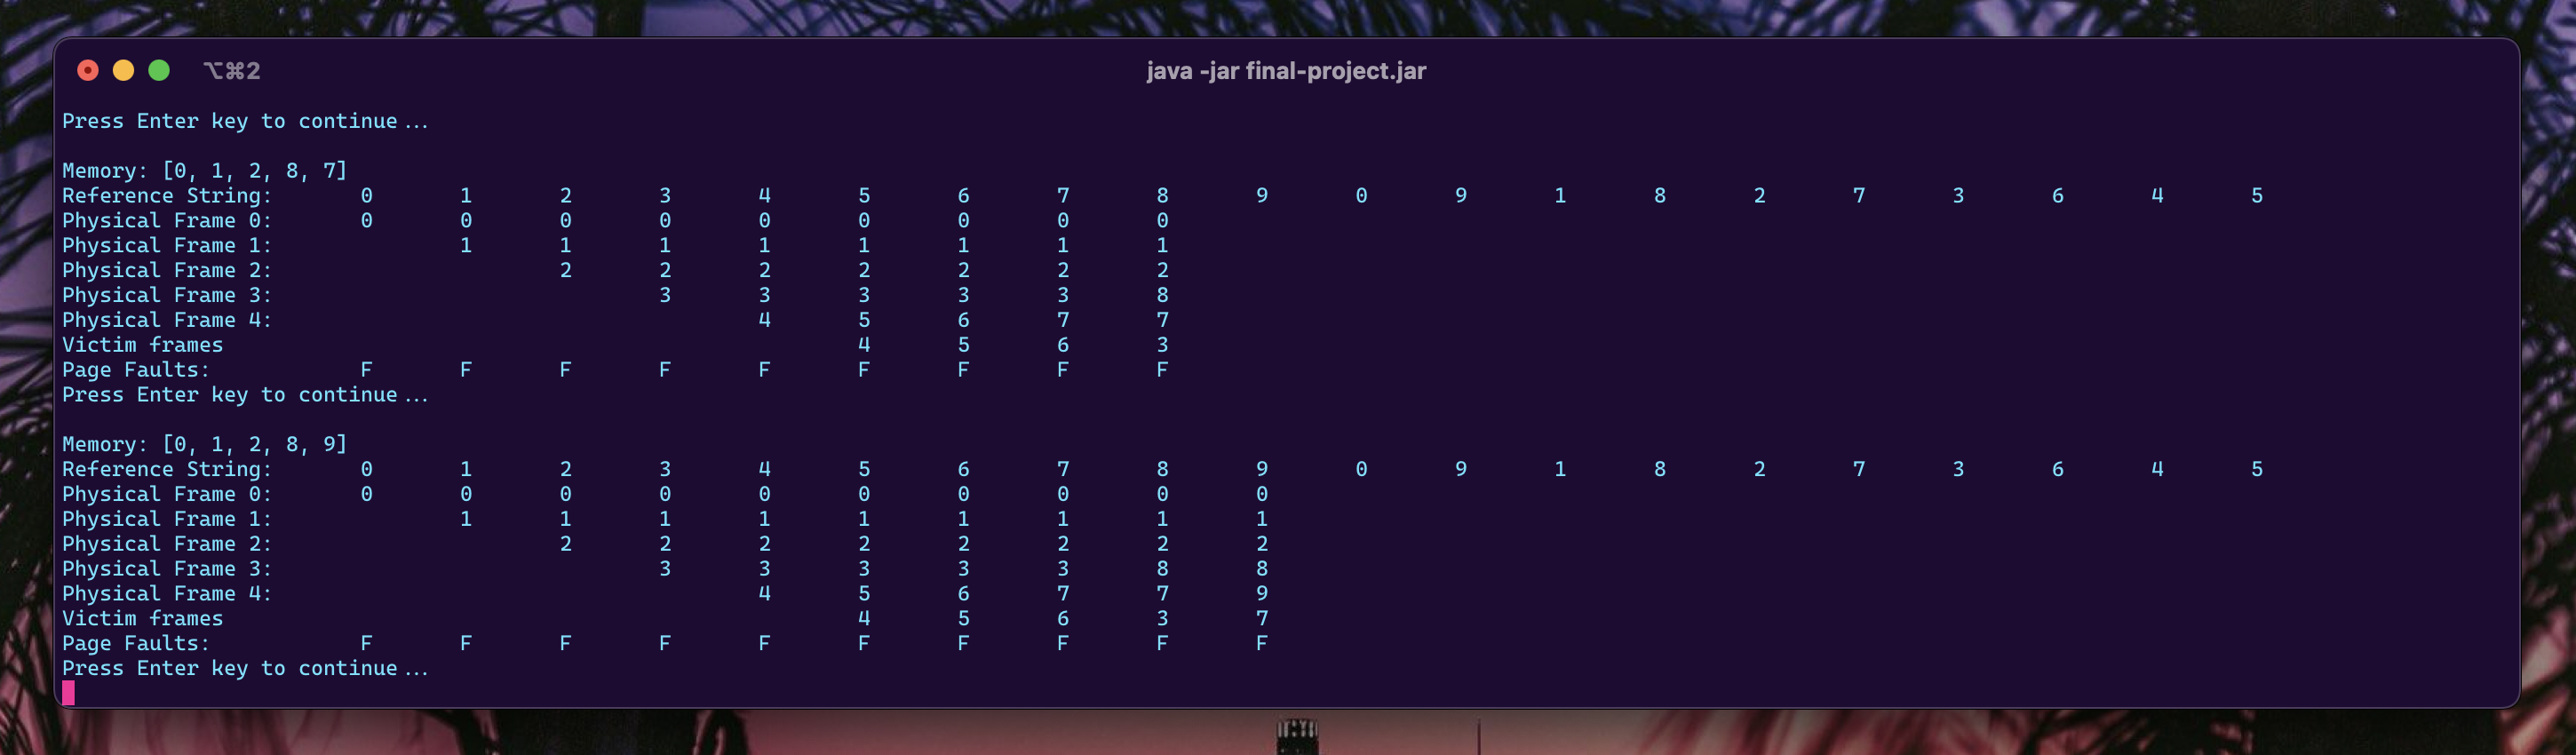 ⌥⌘2 java -jar final-project.jar
Press Enter key to continue...
Memory: [0, 1, 2, 8, 7]
Reference String: 0 1 2 3 4 5 6 7 8 9 0 9 1 8 2 7 3 6 4 5
Physical Frame 0: 0 0 0 0 0 0 0 0 0
Physical Frame 1: 1 1 1 1 1 1 1 1
Physical Frame 2: 2 2 2 2 2 2 2
Physical Frame 3: 3 3 3 3 3 8
Physical Frame 4: 4 5 6 7 7
Victim frames 4 5 6 3
Page Faults: F F F F F F F F F
Press Enter key to continue...
Memory: [0, 1, 2, 8, 9]
Reference String: 0 1 2 3 4 5 6 7 8 9 0 9 1 8 2 7 3 6 4 5
Physical Frame 0: 0 0 0 0 0 0 0 0 0 0
Physical Frame 1: 1 1 1 1 1 1 1 1 1
Physical Frame 2: 2 2 2 2 2 2 2 2
Physical Frame 3: 3 3 3 3 3 8 8
Physical Frame 4: 4 5 6 7 7 9
Victim frames 4 5 6 3 7
Page Faults: F F F F F F F F F F
Press Enter key to continue...